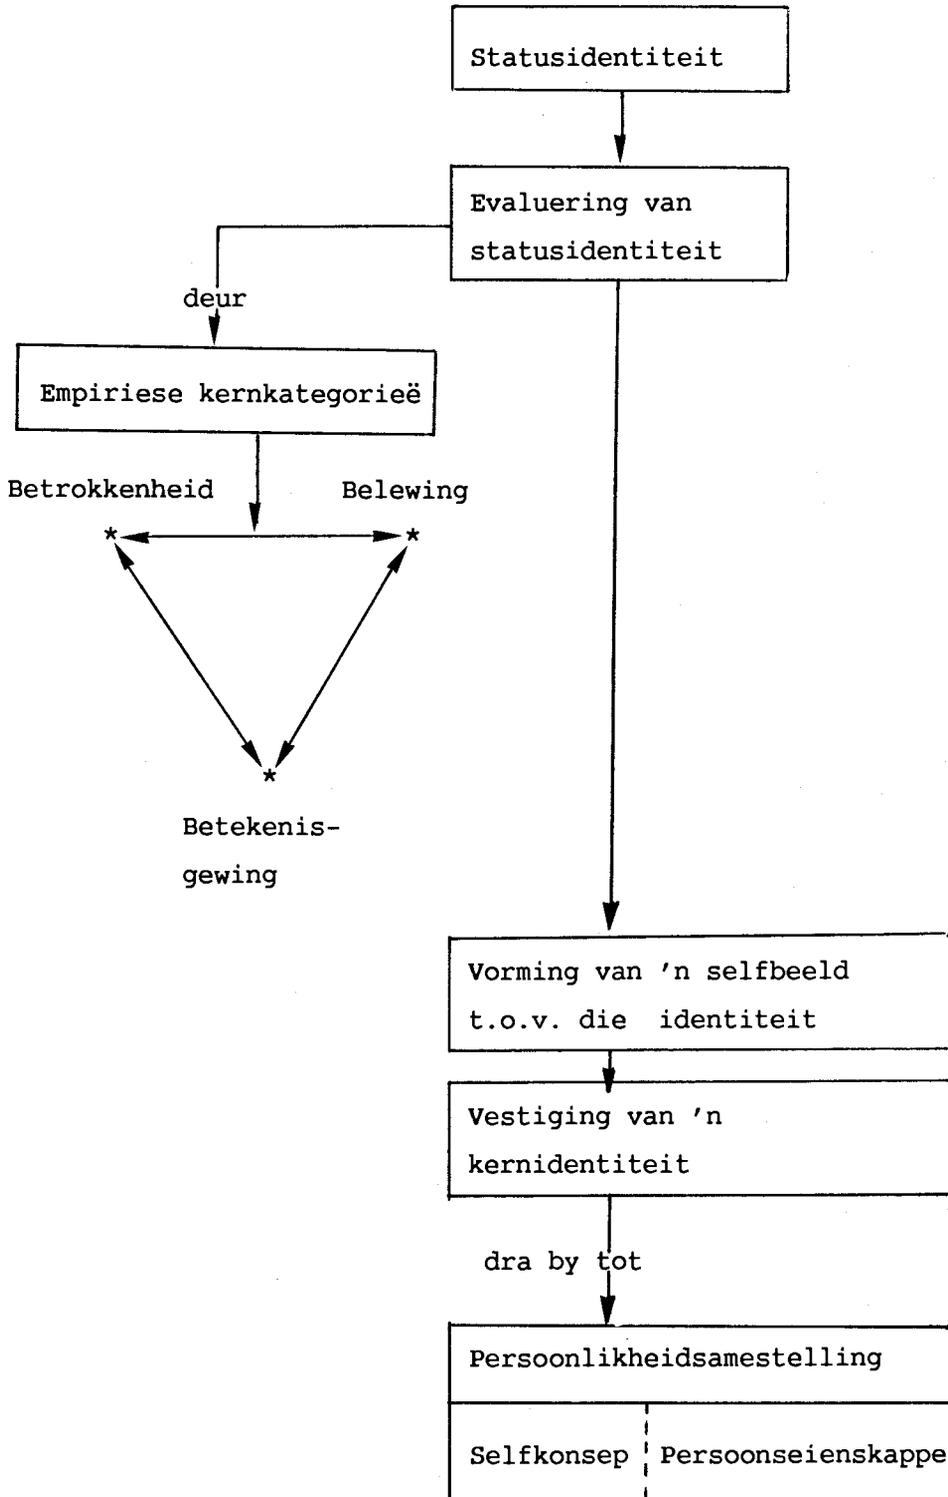 Statusidentiteit
Evaluering van
statusidentiteit
deur
Empiriese kernkategorieë
Betrokkenheid
Belewing
* *
*
Betekenis-
gewing
Vorming van 'n selfbeeld
t.o.v. die identiteit
Vestiging van 'n
kernidentiteit
dra by tot
Persoonlikheidsamestelling
Selfkonsep
Persoonseienskappe